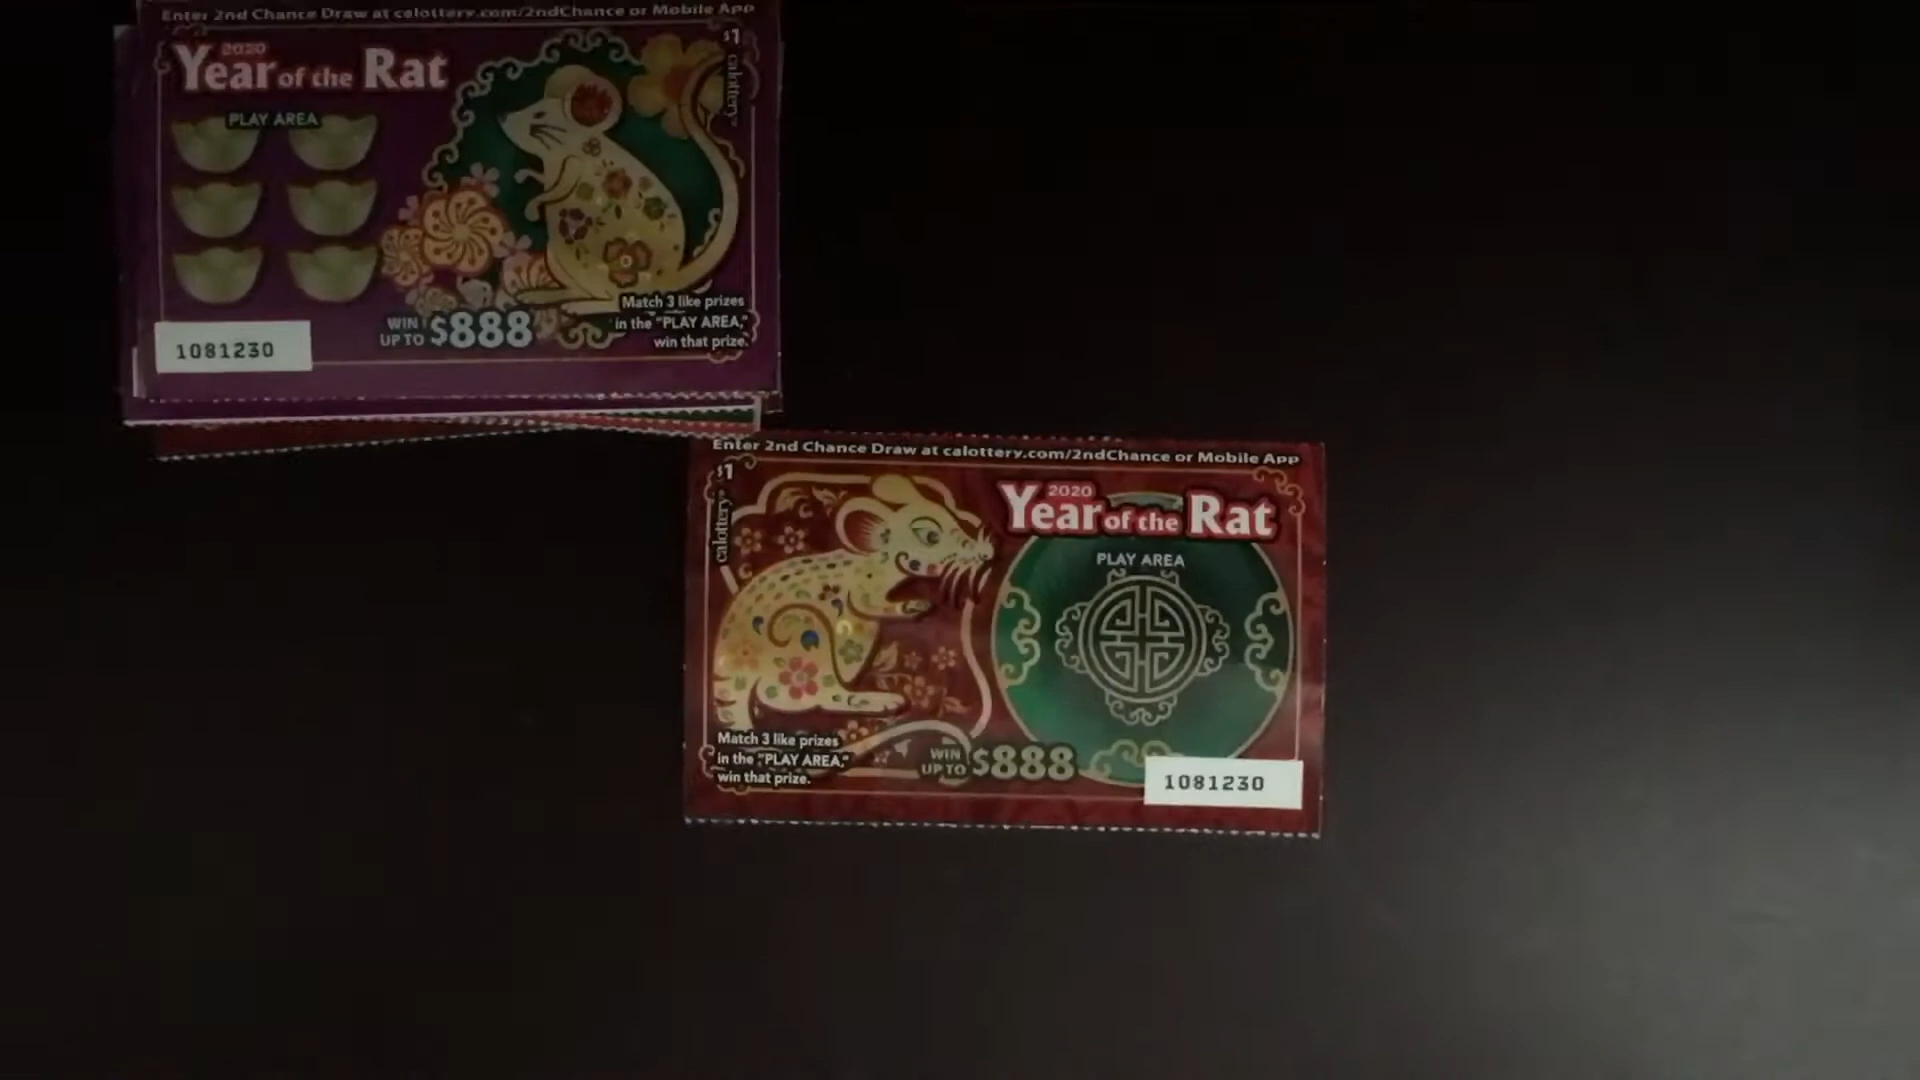 Enter 2nd Chance Draw at calottery.com/2ndChance or Mobile App
$1
calottery
2020
Year of the Rat
PLAY AREA
WIN UP TO $888
Match 3 like prizes
in the "PLAY AREA,"
win that prize.
1081230
Enter 2nd Chance Draw at calottery.com/2ndChance or Mobile App
$1
calottery
2020
Year of the Rat
PLAY AREA
Match 3 like prizes
in the "PLAY AREA,"
win that prize.
WIN UP TO $888
1081230